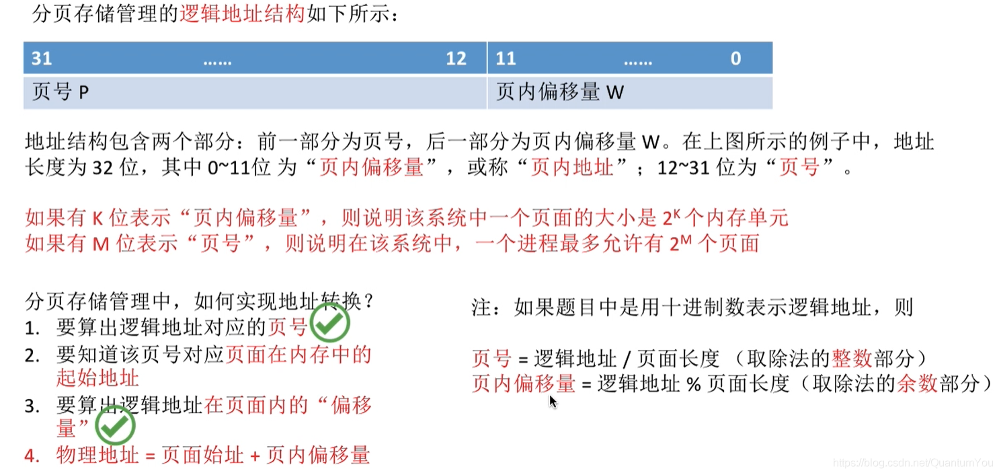 分页存储管理的逻辑地址结构如下所示：
31 …… 12 11 …… 0
页号 P 页内偏移量 W
地址结构包含两个部分：前一部分为页号，后一部分为页内偏移量 W。在上图所示的例子中，地址
长度为 32 位，其中 0~11位 为“页内偏移量”，或称“页内地址”；12~31 位为“页号”。
如果有 K 位表示“页内偏移量”，则说明该系统中一个页面的大小是 2ᴷ 个内存单元
如果有 M 位表示“页号”，则说明在该系统中，一个进程最多允许有 2ᴹ 个页面
分页存储管理中，如何实现地址转换？
1. 要算出逻辑地址对应的页号
2. 要知道该页号对应页面在内存中的
起始地址
3. 要算出逻辑地址在页面内的“偏移
量”
4. 物理地址 = 页面始址 + 页内偏移量
注：如果题目中是用十进制数表示逻辑地址，则
页号 = 逻辑地址 / 页面长度 （取除法的整数部分）
页内偏移量 = 逻辑地址 % 页面长度（取除法的余数部分）
https://blog.csdn.net/QuantumYou